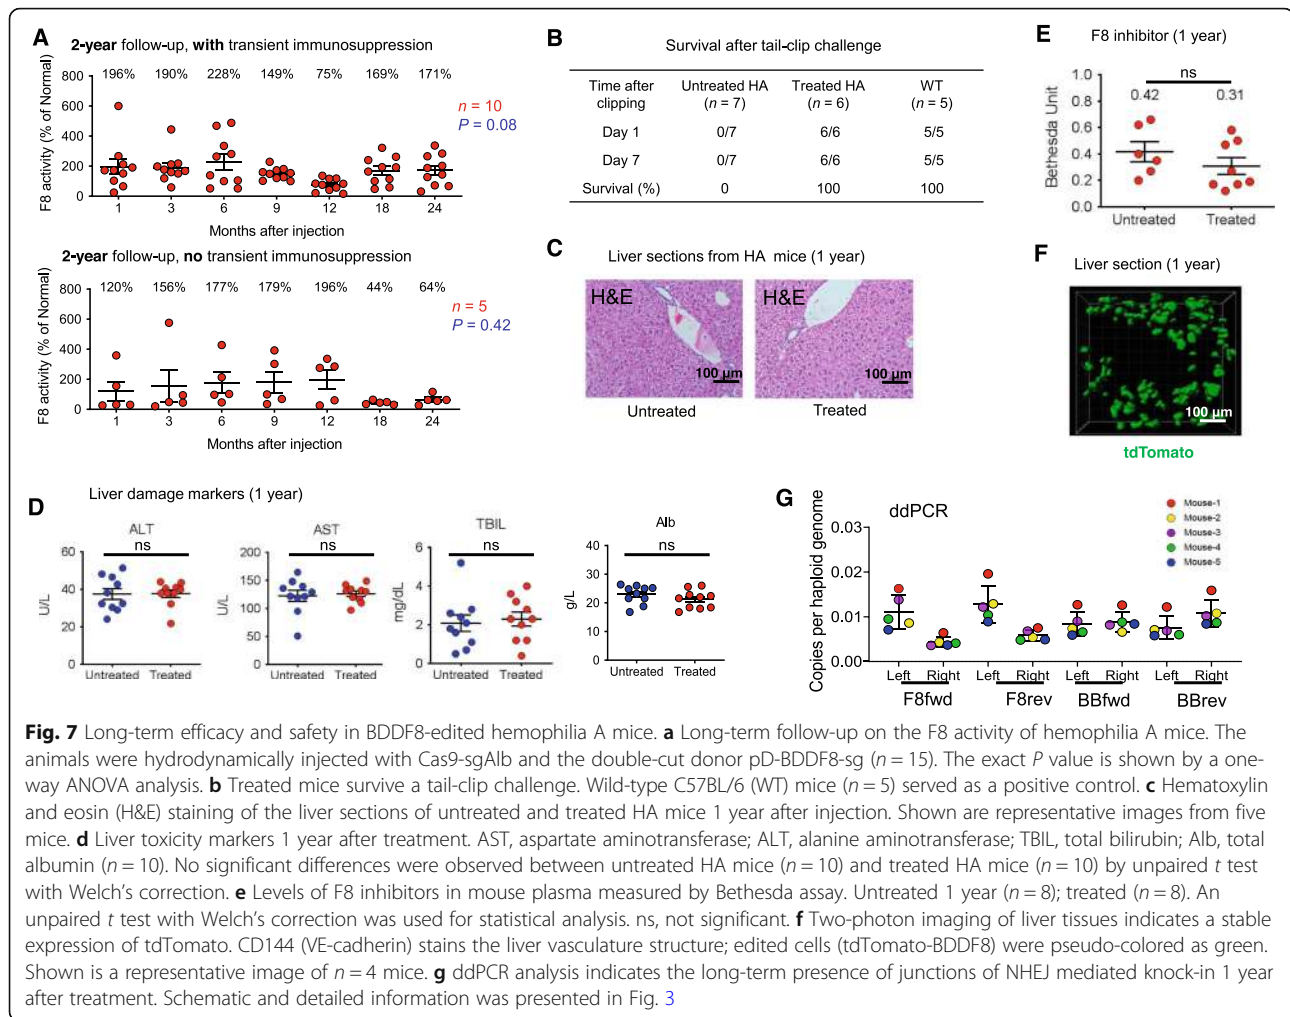 A
2-year follow-up, with transient immunosuppression
196% 190% 228% 149% 75% 169% 171%
F8 activity (% of Normal)
800
600
400
200
0
n = 10
P = 0.08
1 3 6 9 12 18 24
Months after injection
2-year follow-up, no transient immunosuppression
120% 156% 177% 179% 196% 44% 64%
F8 activity (% of Normal)
800
600
400
200
0
n = 5
P = 0.42
1 3 6 9 12 18 24
Months after injection
B
Survival after tail-clip challenge
Time after clipping Untreated HA (n = 7) Treated HA (n = 6) WT (n = 5)
Day 1 0/7 6/6 5/5
Day 7 0/7 6/6 5/5
Survival (%) 0 100 100
C
Liver sections from HA mice (1 year)
H&E H&E
100 µm 100 µm
Untreated Treated
D
Liver damage markers (1 year)
ALT
ns
U/L
60
40
20
0
Untreated Treated
AST
ns
U/L
200
150
100
50
0
Untreated Treated
TBIL
ns
mg/dL
6
4
2
0
Untreated Treated
Alb
ns
g/L
40
30
20
10
0
Untreated Treated
E
F8 inhibitor (1 year)
ns
0.42 0.31
Bethesda Unit
1.0
0.8
0.6
0.4
0.2
0.0
Untreated Treated
F
Liver section (1 year)
100 µm
tdTomato
G
ddPCR
Mouse-1
Mouse-2
Mouse-3
Mouse-4
Mouse-5
Copies per haploid genome
0.03
0.01
0.01
0.00
Left Right Left Right Left Right Left Right
F8fwd F8rev BBfwd BBrev
Fig. 7 Long-term efficacy and safety in BDDF8-edited hemophilia A mice. a Long-term follow-up on the F8 activity of hemophilia A mice. The
animals were hydrodynamically injected with Cas9-sgAlb and the double-cut donor pD-BDDF8-sg (n = 15). The exact P value is shown by a one-
way ANOVA analysis. b Treated mice survive a tail-clip challenge. Wild-type C57BL/6 (WT) mice (n = 5) served as a positive control. c Hematoxylin
and eosin (H&E) staining of the liver sections of untreated and treated HA mice 1 year after injection. Shown are representative images from five
mice. d Liver toxicity markers 1 year after treatment. AST, aspartate aminotransferase; ALT, alanine aminotransferase; TBIL, total bilirubin; Alb, total
albumin (n = 10). No significant differences were observed between untreated HA mice (n = 10) and treated HA mice (n = 10) by unpaired t test
with Welch's correction. e Levels of F8 inhibitors in mouse plasma measured by Bethesda assay. Untreated 1 year (n = 8); treated (n = 8). An
unpaired t test with Welch's correction was used for statistical analysis. ns, not significant. f Two-photon imaging of liver tissues indicates a stable
expression of tdTomato. CD144 (VE-cadherin) stains the liver vasculature structure; edited cells (tdTomato-BDDF8) were pseudo-colored as green.
Shown is a representative image of n = 4 mice. g ddPCR analysis indicates the long-term presence of junctions of NHEJ mediated knock-in 1 year
after treatment. Schematic and detailed information was presented in Fig. 3